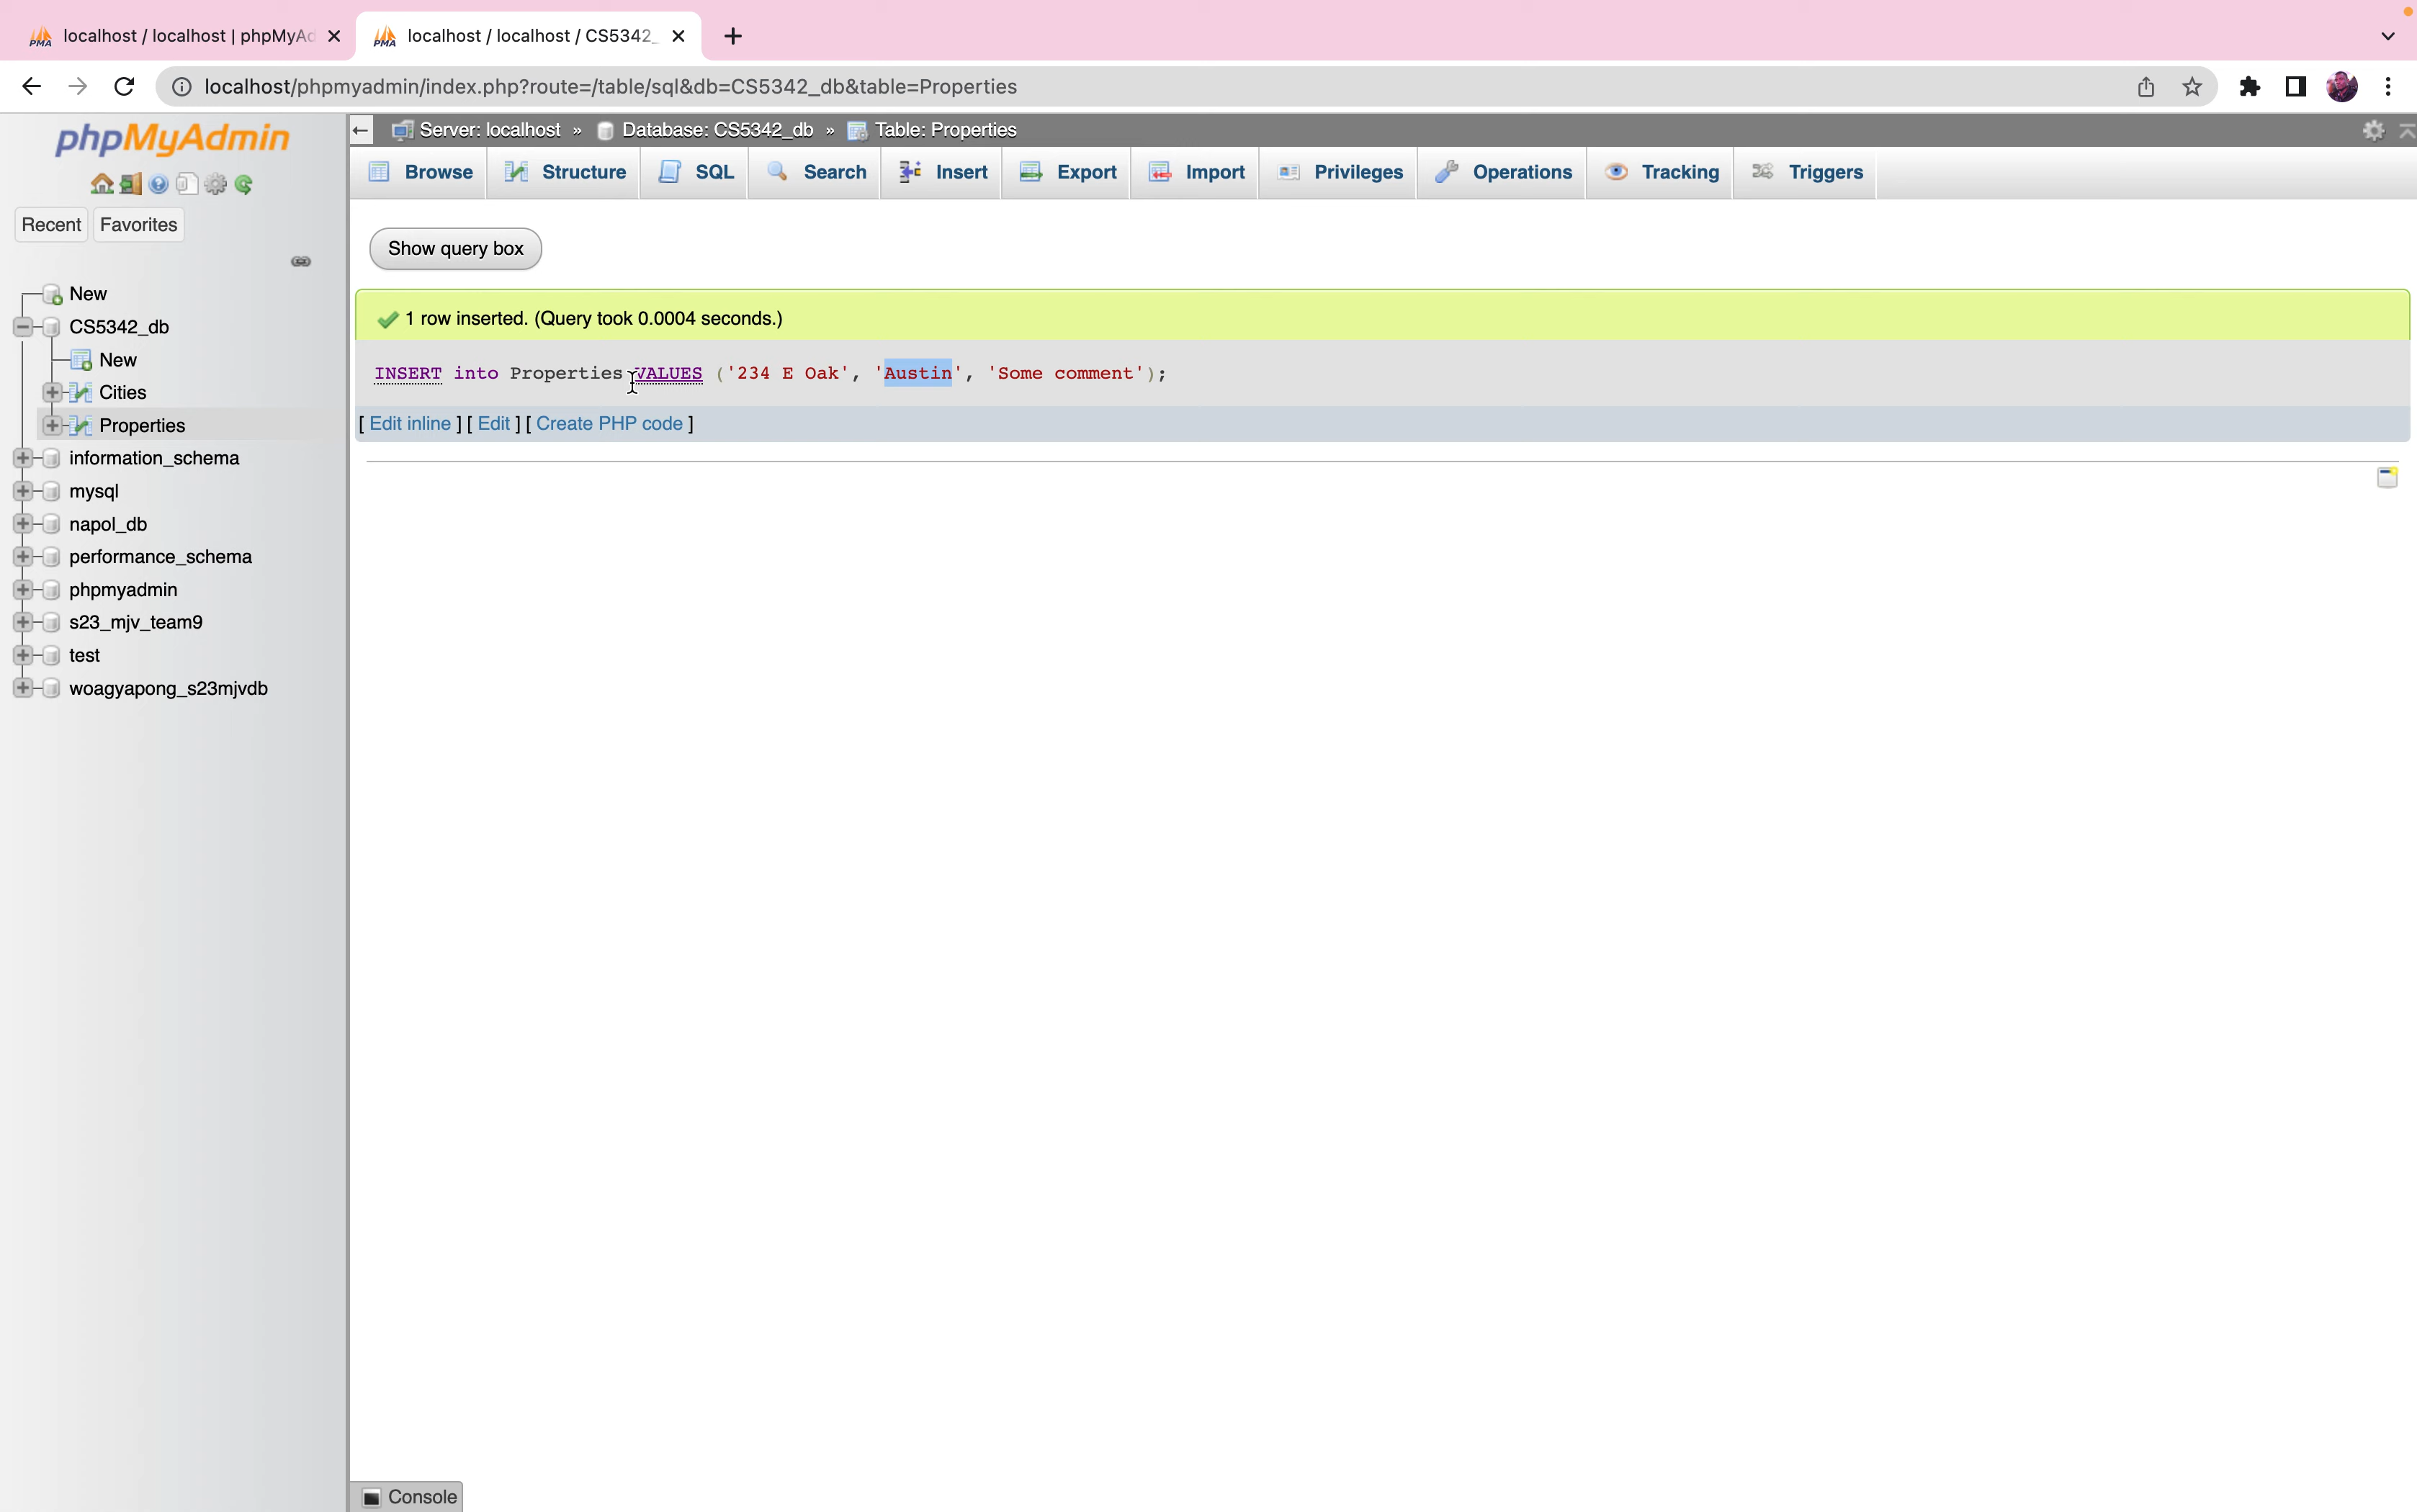 localhost / localhost | phpMyAd
localhost / localhost / CS5342_
localhost/phpmyadmin/index.php?route=/table/sql&db=CS5342_db&table=Properties
phpMyAdmin
Recent Favorites
New
CS5342_db
New
Cities
Properties
information_schema
mysql
napol_db
performance_schema
phpmyadmin
s23_mjv_team9
test
woagyapong_s23mjvdb
Server: localhost » Database: CS5342_db » Table: Properties
Browse Structure SQL Search Insert Export Import Privileges Operations Tracking Triggers
Show query box
1 row inserted. (Query took 0.0004 seconds.)
INSERT into Properties VALUES ('234 E Oak', 'Austin', 'Some comment');
[ Edit inline ] [ Edit ] [ Create PHP code ]
Console